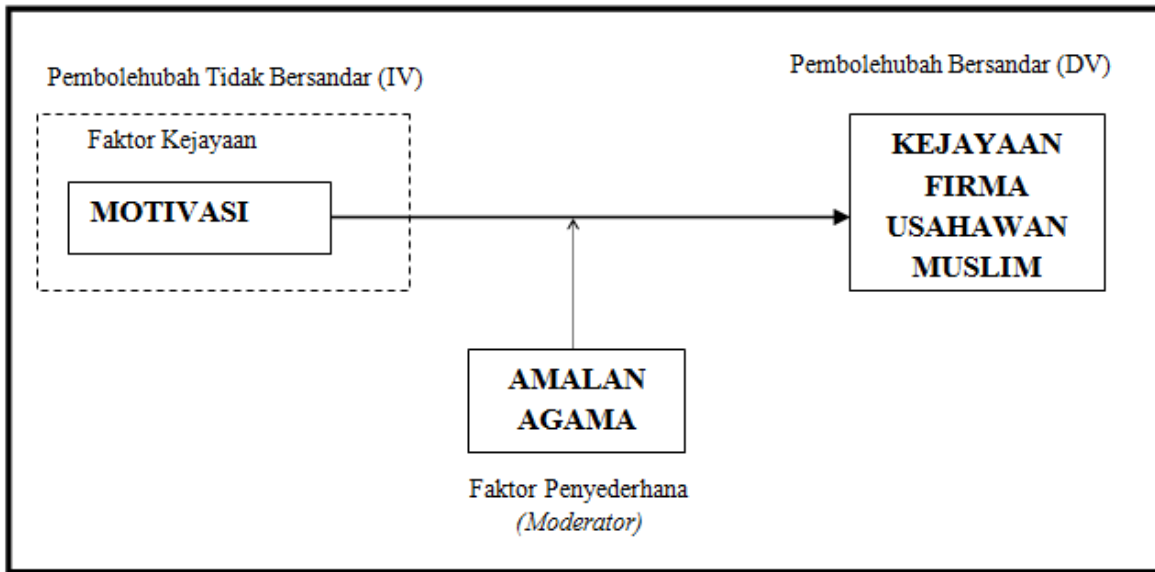 Pembolehubah Tidak Bersandar (IV)
Pembolehubah Bersandar (DV)
Faktor Kejayaan
MOTIVASI
KEJAYAAN
FIRMA
USAHAWAN
MUSLIM
AMALAN
AGAMA
Faktor Penyederhana
(Moderator)